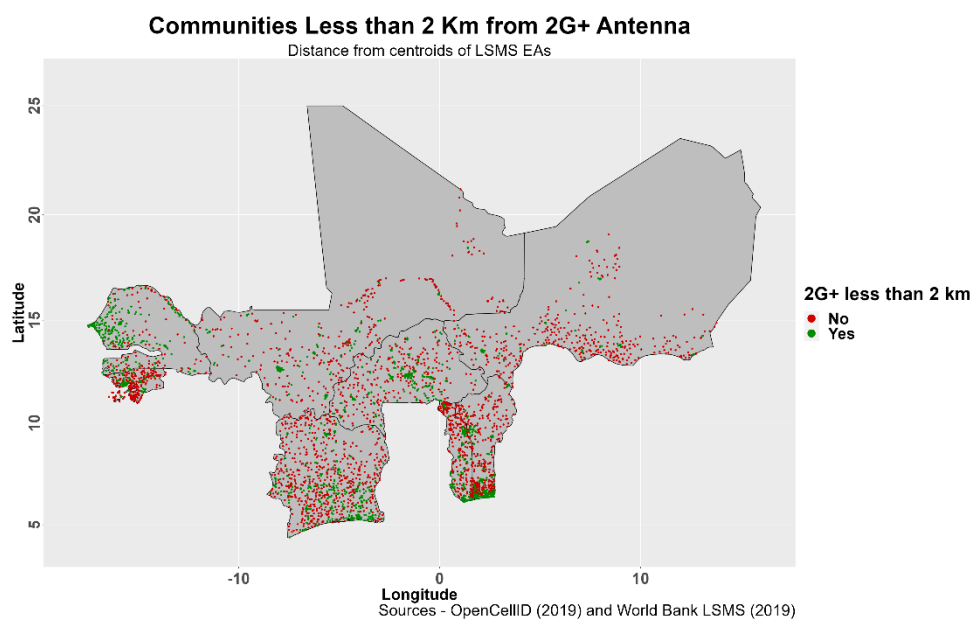 Communities Less than 2 Km from 2G+ Antenna
Distance from centroids of LSMS EAs
25
20
15
10
5
Latitude
-10
0
10
Longitude
2G+ less than 2 km
No
Yes
Sources - OpenCellID (2019) and World Bank LSMS (2019)